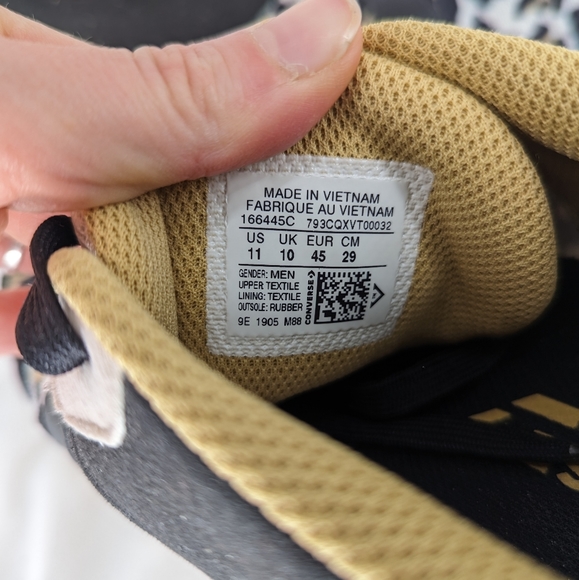 MADE IN VIETNAM
FABRIQUE AU VIETNAM
166445C 793CQXVT00032
US UK EUR CM
11 10 45 29
GENDER: MEN
UPPER TEXTILE
LINING: TEXTILE
OUTSOLE: RUBBER
CONVERSE
9E 1905 M88